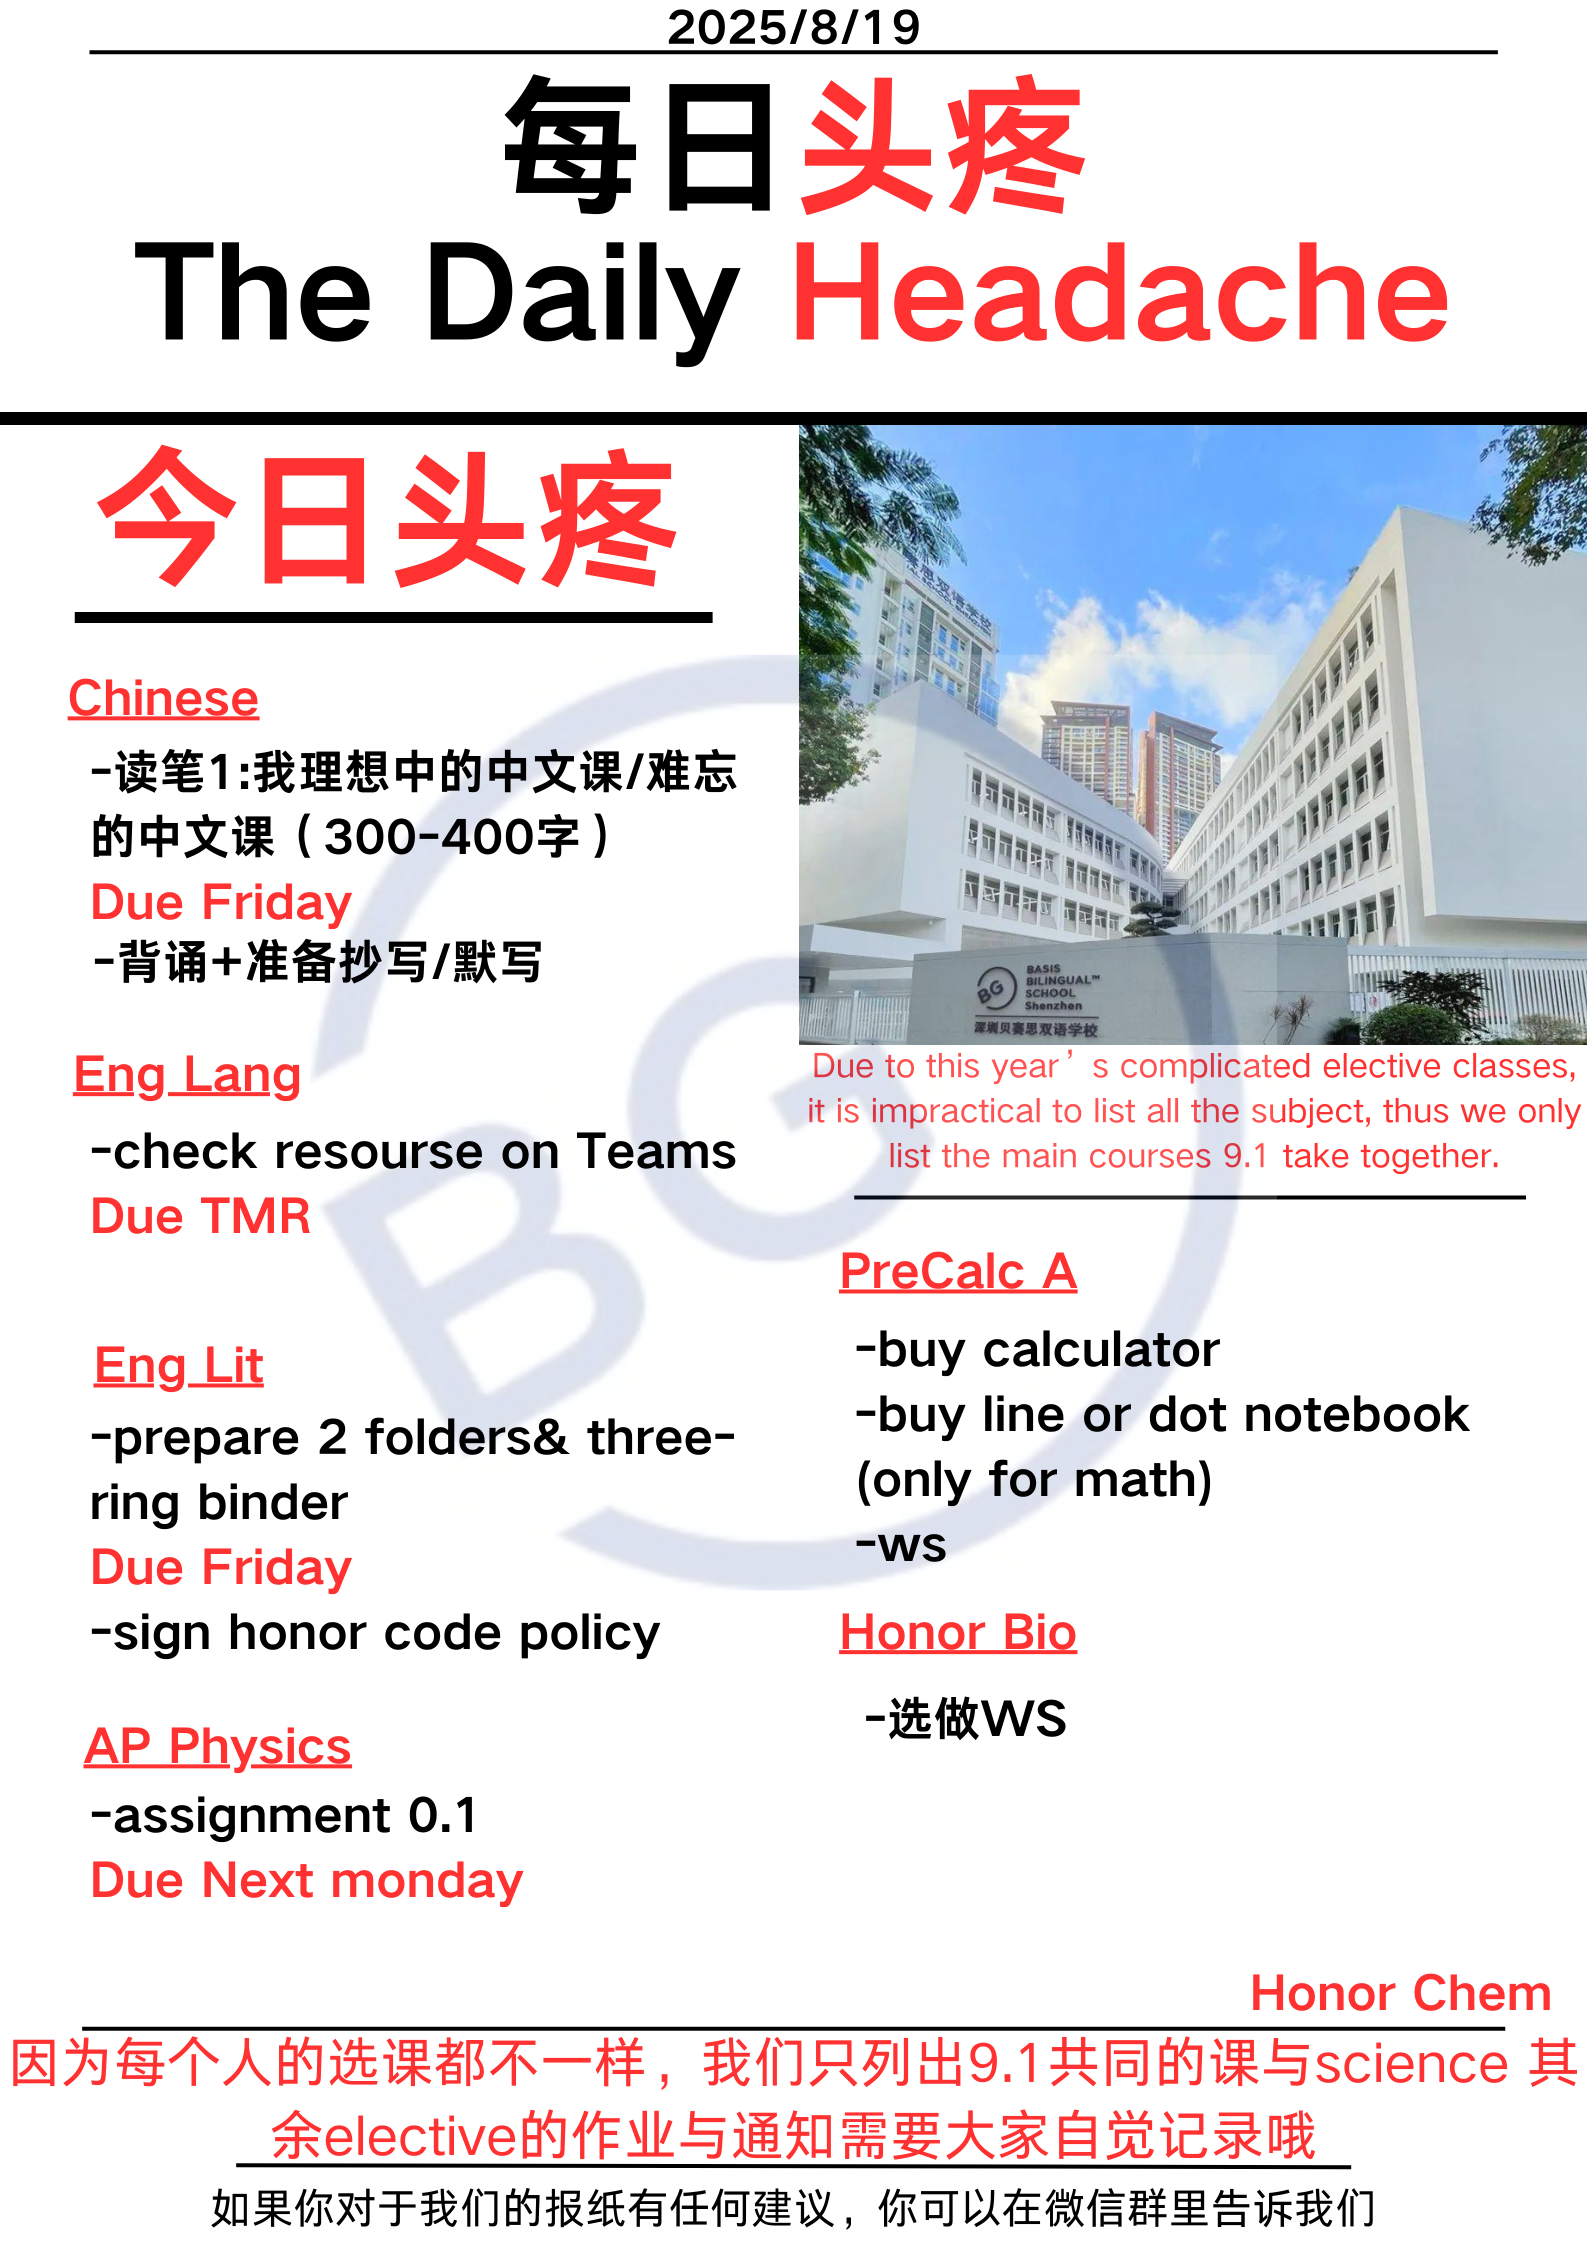 2025/8/19
每日头疼
The Daily Headache
今日头疼
Chinese
-读笔1:我理想中的中文课/难忘
的中文课（300-400字）
Due Friday
-背诵+准备抄写/默写
Eng Lang
-check resourse on Teams
Due TMR
Eng Lit
-prepare 2 folders& three-
ring binder
Due Friday
-sign honor code policy
AP Physics
-assignment 0.1
Due Next monday
BG
赛思双语学校
BG
BASIS
BILINGUAL™
SCHOOL
Shenzhen
深圳贝赛思双语学校
Due to this year’s complicated elective classes,
it is impractical to list all the subject, thus we only
list the main courses 9.1 take together.
PreCalc A
-buy calculator
-buy line or dot notebook
(only for math)
-ws
Honor Bio
-选做WS
Honor Chem
因为每个人的选课都不一样，我们只列出9.1共同的课与science 其
余elective的作业与通知需要大家自觉记录哦
如果你对于我们的报纸有任何建议，你可以在微信群里告诉我们